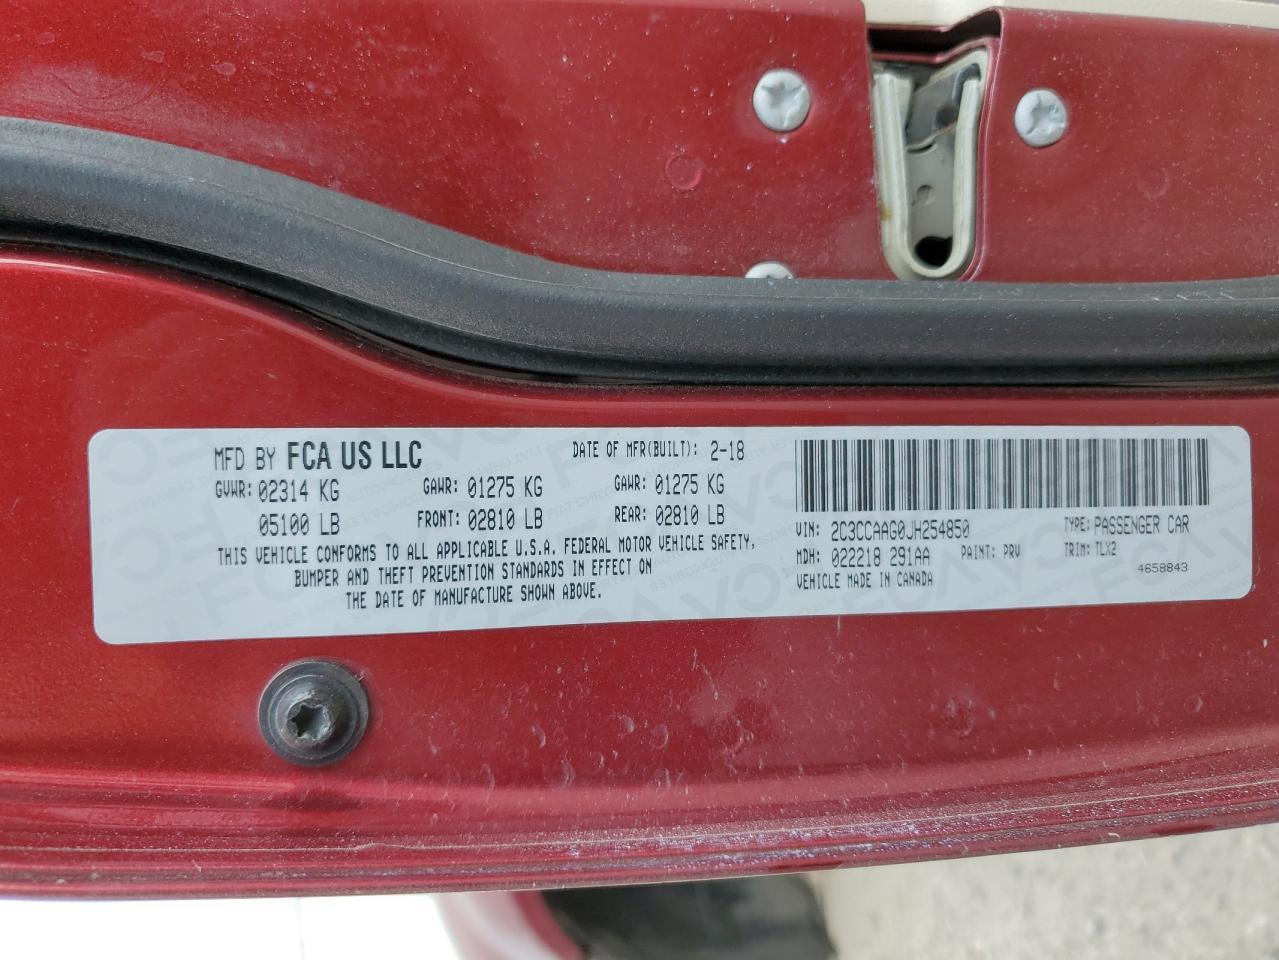 MFD BY FCA US LLC DATE OF MFR(BUILT): 2-18
GVWR: 02314 KG GAWR: 01275 KG GAWR: 01275 KG
05100 LB FRONT: 02810 LB REAR: 02810 LB
THIS VEHICLE CONFORMS TO ALL APPLICABLE U.S.A. FEDERAL MOTOR VEHICLE SAFETY,
BUMPER AND THEFT PREVENTION STANDARDS IN EFFECT ON
THE DATE OF MANUFACTURE SHOWN ABOVE.
VIN: 2C3CCAAG0JH254850 TYPE: PASSENGER CAR
MDH: 022218 291AA PAINT: PRV TRIM: TLX2
VEHICLE MADE IN CANADA 4658843